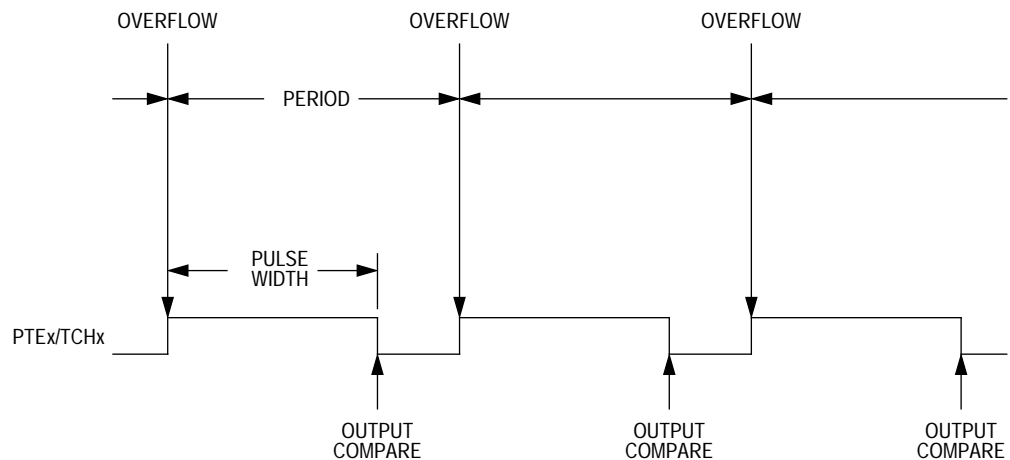 OVERFLOW
OVERFLOW
OVERFLOW
PERIOD
PULSE
WIDTH
PTEx/TCHx
OUTPUT
COMPARE
OUTPUT
COMPARE
OUTPUT
COMPARE